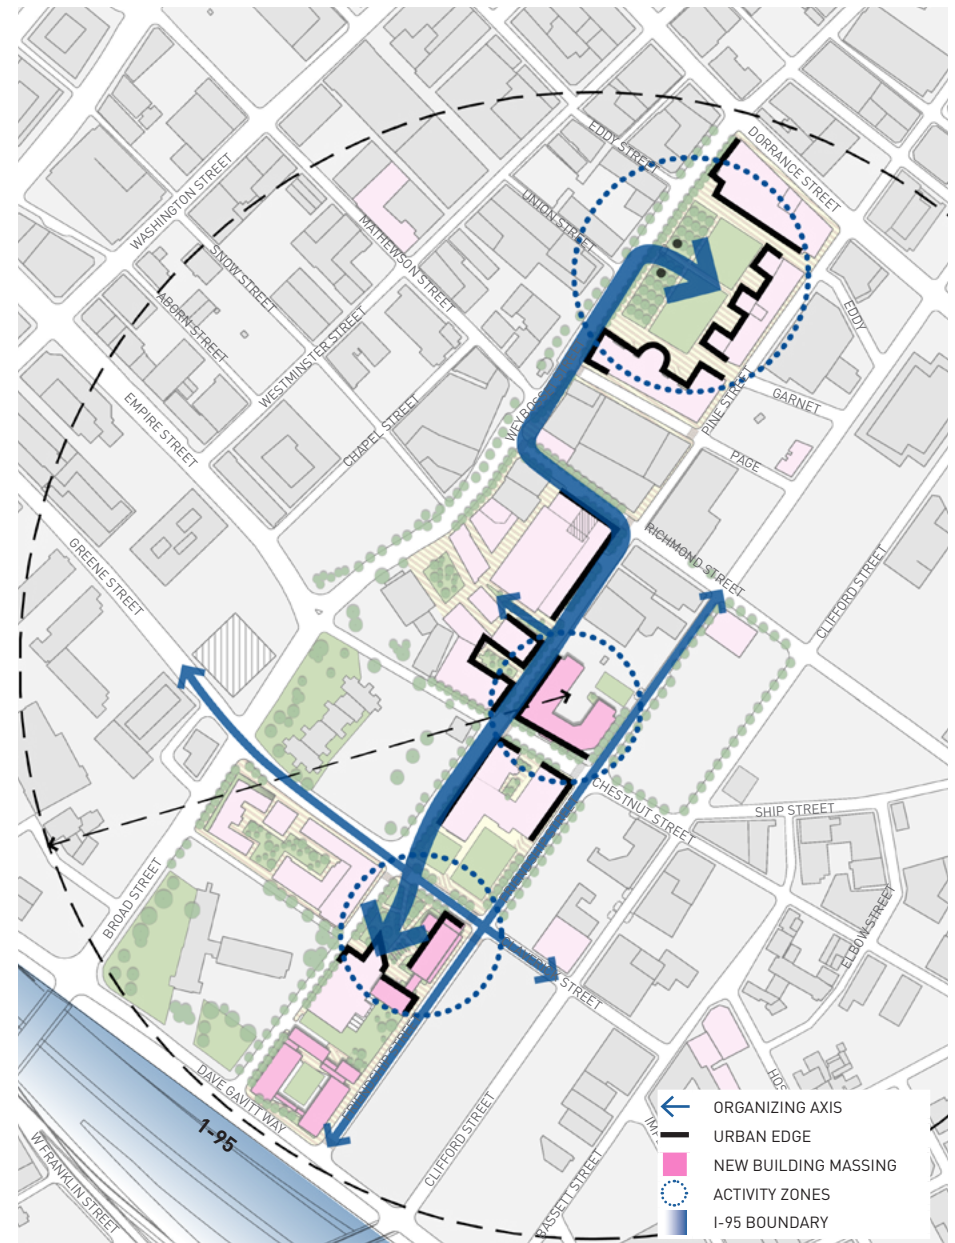 DORRANCE STREET
EDDY STREET
UNION STREET
WASHINGTON STREET
MATHEWSON STREET
SNOW STREET
ABORN STREET
WESTMINSTER STREET
EDDY
EMPIRE STREET
CHAPEL STREET
GARNET
PINE STREET
PAGE
RICHMOND STREET
GREENE STREET
CLIFFORD STREET
CHESTNUT STREET
SHIP STREET
BROAD STREET
ELBOW STREET
STREET
DAVE GAVITT WAY
I-95
W FRANKLIN STREET
CLIFFORD STREET
BASSETT STREET
ORGANIZING AXIS
URBAN EDGE
NEW BUILDING MASSING
ACTIVITY ZONES
I-95 BOUNDARY